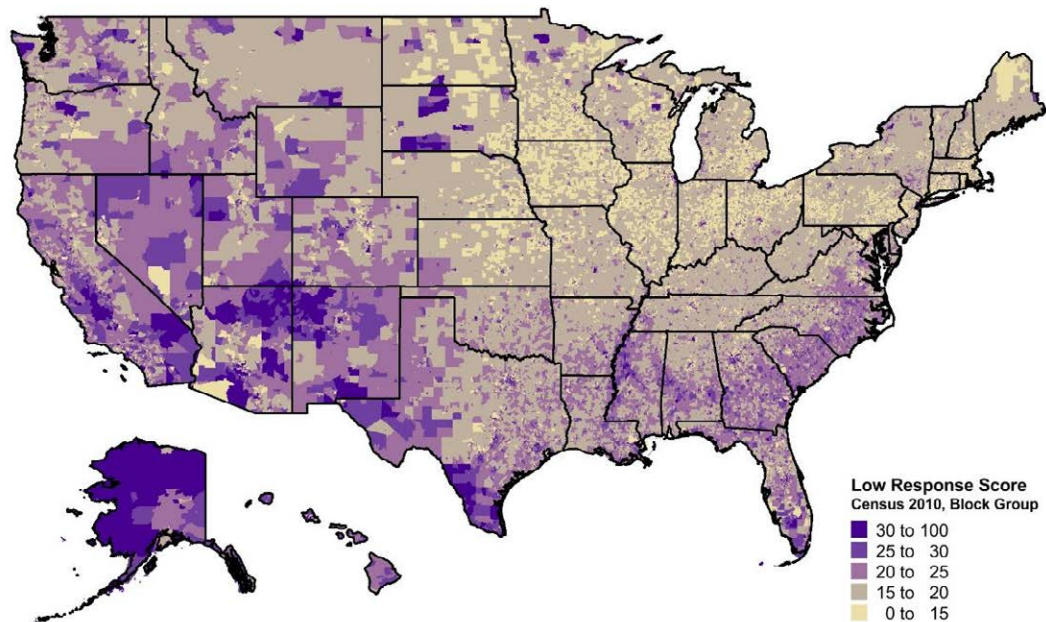 Low Response Score
Census 2010, Block Group
30 to 100
25 to 30
20 to 25
15 to 20
0 to 15